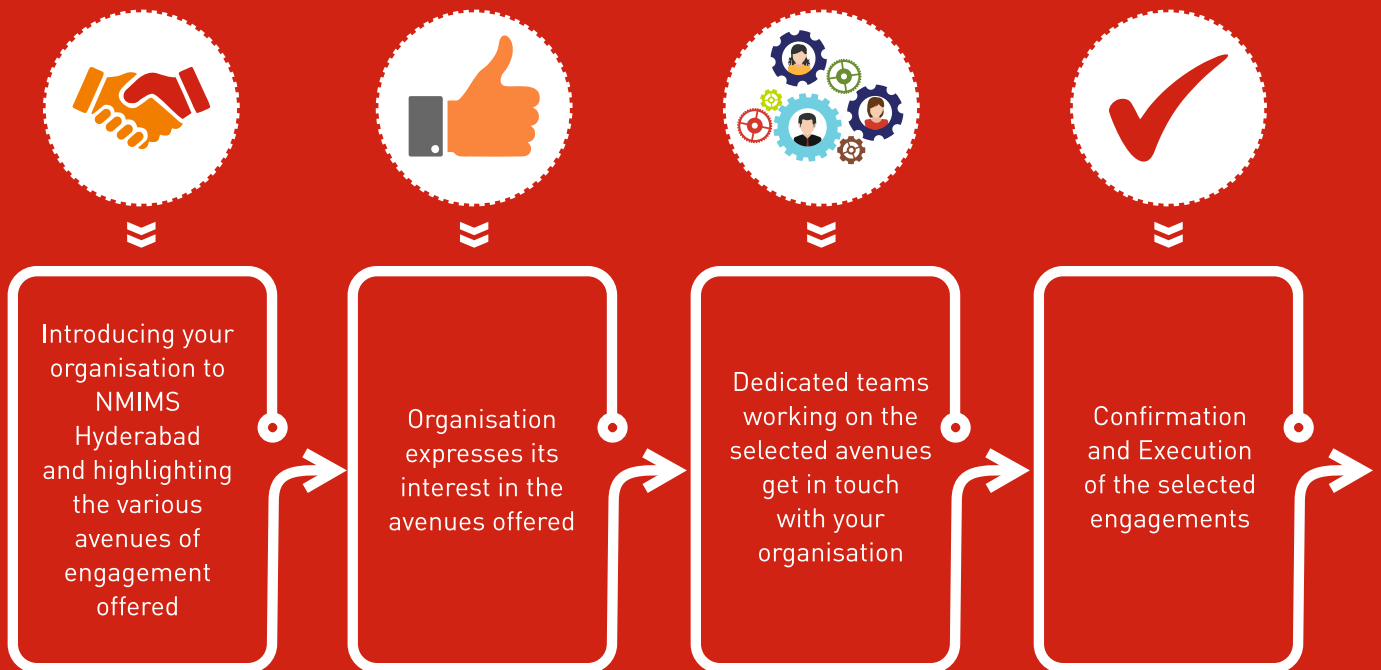 Introducing your
organisation to
NMIMS
Hyderabad
and highlighting
the various
avenues of
engagement
offered
Organisation
expresses its
interest in the
avenues offered
Dedicated teams
working on the
selected avenues
get in touch
with your
organisation
Confirmation
and Execution
of the selected
engagements